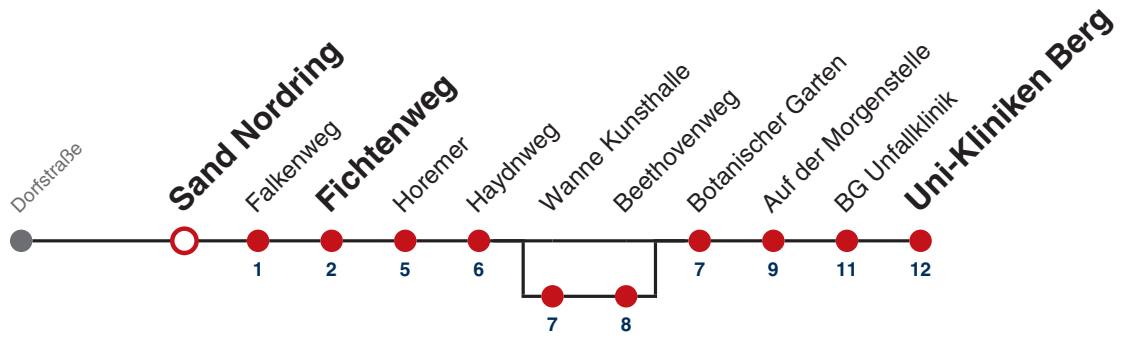 Dorfstraße
Sand Nordring
Falkenweg
Fichtenweg
Horemer
Haydnweg
Wanne Kunsthalle
Beethovenweg
Botanischer Garten
Auf der Morgenstelle
BG Unfallklinik
Uni-Kliniken Berg
1
2
5
6
7
9
11
12
7
8